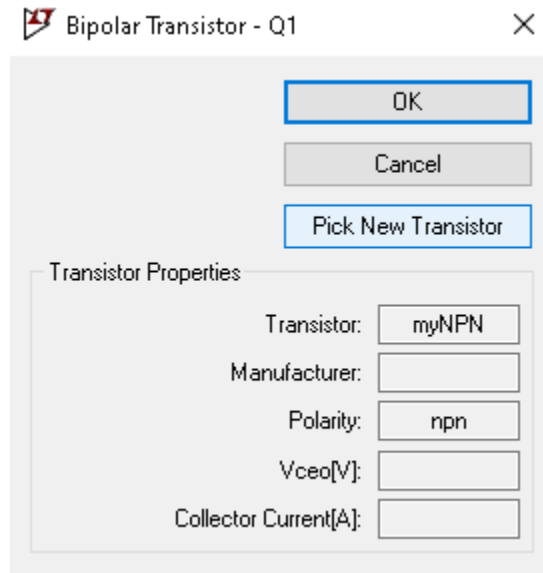 Bipolar Transistor - Q1
OK
Cancel
Pick New Transistor
Transistor Properties
Transistor: myNPN
Manufacturer:
Polarity: npn
Vceo[V]:
Collector Current[A]: